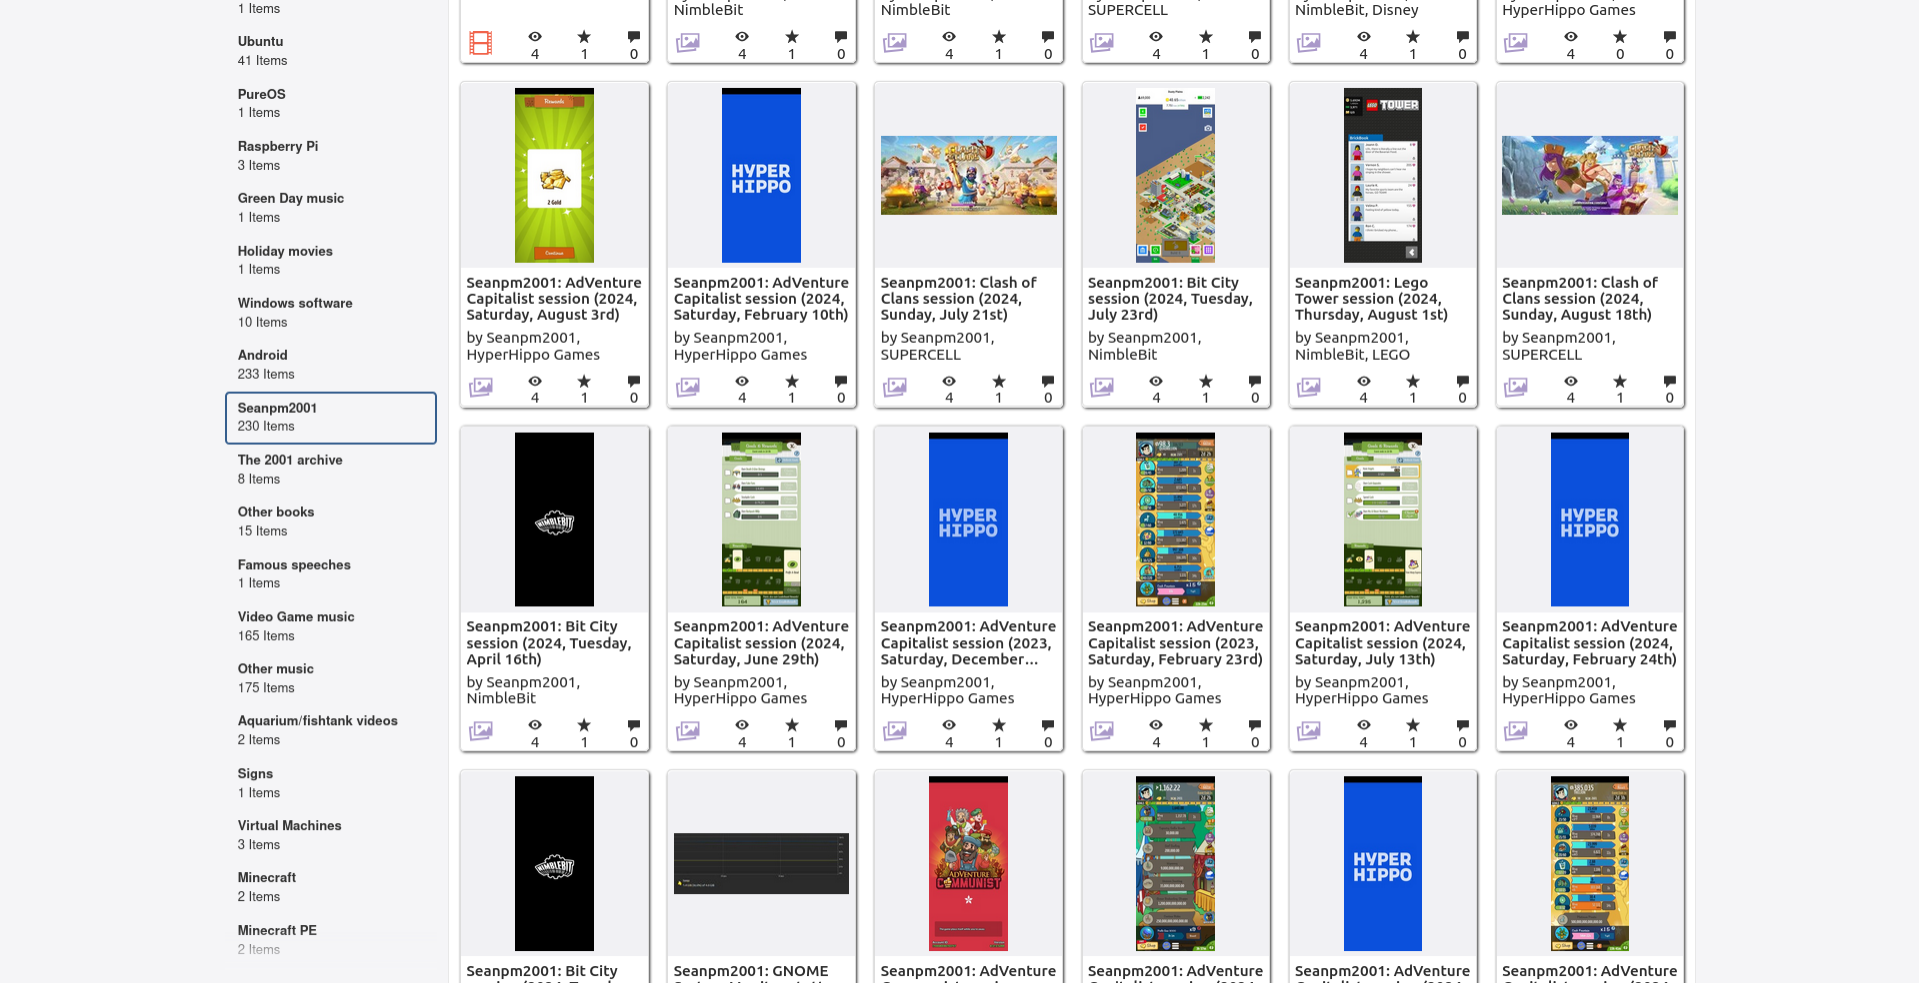 1 Items
Ubuntu
41 Items
PureOS
1 Items
Raspberry Pi
3 Items
Green Day music
1 Items
Holiday movies
1 Items
Windows software
10 Items
Android
233 Items
Seanpm2001
230 Items
The 2001 archive
8 Items
Other books
15 Items
Famous speeches
1 Items
Video Game music
165 Items
Other music
175 Items
Aquarium/fishtank videos
2 Items
Signs
1 Items
Virtual Machines
3 Items
Minecraft
2 Items
Minecraft PE
2 Items
4 1 0
NimbleBit
4 1 0
NimbleBit
4 1 0
SUPERCELL
4 1 0
NimbleBit, Disney
4 1 0
HyperHippo Games
4 0 0
Rewards
2 Gold
Continue
Seanpm2001: AdVenture
Capitalist session (2024,
Saturday, August 3rd)
by Seanpm2001,
HyperHippo Games
4 1 0
HYPER
HIPPO
Seanpm2001: AdVenture
Capitalist session (2024,
Saturday, February 10th)
by Seanpm2001,
HyperHippo Games
4 1 0
Seanpm2001: Clash of
Clans session (2024,
Sunday, July 21st)
by Seanpm2001,
SUPERCELL
4 1 0
Seanpm2001: Bit City
session (2024, Tuesday,
July 23rd)
by Seanpm2001,
NimbleBit
4 1 0
LEGO TOWER
Seanpm2001: Lego
Tower session (2024,
Thursday, August 1st)
by Seanpm2001,
NimbleBit, LEGO
4 1 0
Seanpm2001: Clash of
Clans session (2024,
Sunday, August 18th)
by Seanpm2001,
SUPERCELL
4 1 0
NIMBLEBIT
Seanpm2001: Bit City
session (2024, Tuesday,
April 16th)
by Seanpm2001,
NimbleBit
4 1 0
Seanpm2001: AdVenture
Capitalist session (2024,
Saturday, June 29th)
by Seanpm2001,
HyperHippo Games
4 1 0
HYPER
HIPPO
Seanpm2001: AdVenture
Capitalist session (2023,
Saturday, December...
by Seanpm2001,
HyperHippo Games
4 1 0
Seanpm2001: AdVenture
Capitalist session (2023,
Saturday, February 23rd)
by Seanpm2001,
HyperHippo Games
4 1 0
Seanpm2001: AdVenture
Capitalist session (2024,
Saturday, July 13th)
by Seanpm2001,
HyperHippo Games
4 1 0
HYPER
HIPPO
Seanpm2001: AdVenture
Capitalist session (2024,
Saturday, February 24th)
by Seanpm2001,
HyperHippo Games
4 1 0
NIMBLEBIT
Seanpm2001: Bit City
Seanpm2001: GNOME
ADVENTURE
COMMUNIST
Seanpm2001: AdVenture
Seanpm2001: AdVenture
HYPER
HIPPO
Seanpm2001: AdVenture
Seanpm2001: AdVenture